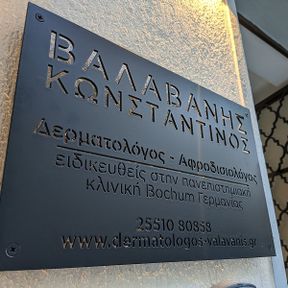 ΒΑΛΑΒΑΝΗΣ
ΚΩΝΣΤΑΝΤΙΝΟΣ
Δερματολόγος - Αφροδισιολόγος
ειδικευθείς στην πανεπιστημιακή
κλινική Bochum Γερμανίας
25510 80858
www.dermatologos-valavanis.gr